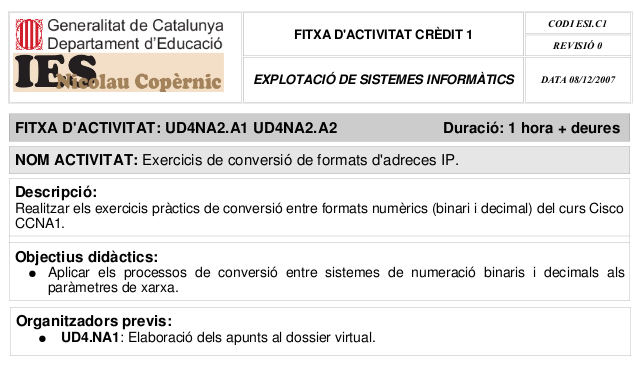 Generalitat de Catalunya
Departament d'Educació
IES
Nicolau Copèrnic
FITXA D'ACTIVITAT CRÈDIT 1
EXPLOTACIÓ DE SISTEMES INFORMÀTICS
CODI ESI.C1
REVISIÓ 0
DATA 08/12/2007
FITXA D'ACTIVITAT: UD4NA2.A1 UD4NA2.A2 Duració: 1 hora + deures
NOM ACTIVITAT: Exercicis de conversió de formats d'adreces IP.
Descripció:
Realitzar els exercicis pràctics de conversió entre formats numèrics (binari i decimal) del curs Cisco
CCNA1.
Objectius didàctics:
● Aplicar els processos de conversió entre sistemes de numeració binaris i decimals als
paràmetres de xarxa.
Organitzadors previs:
● UD4.NA1: Elaboració dels apunts al dossier virtual.